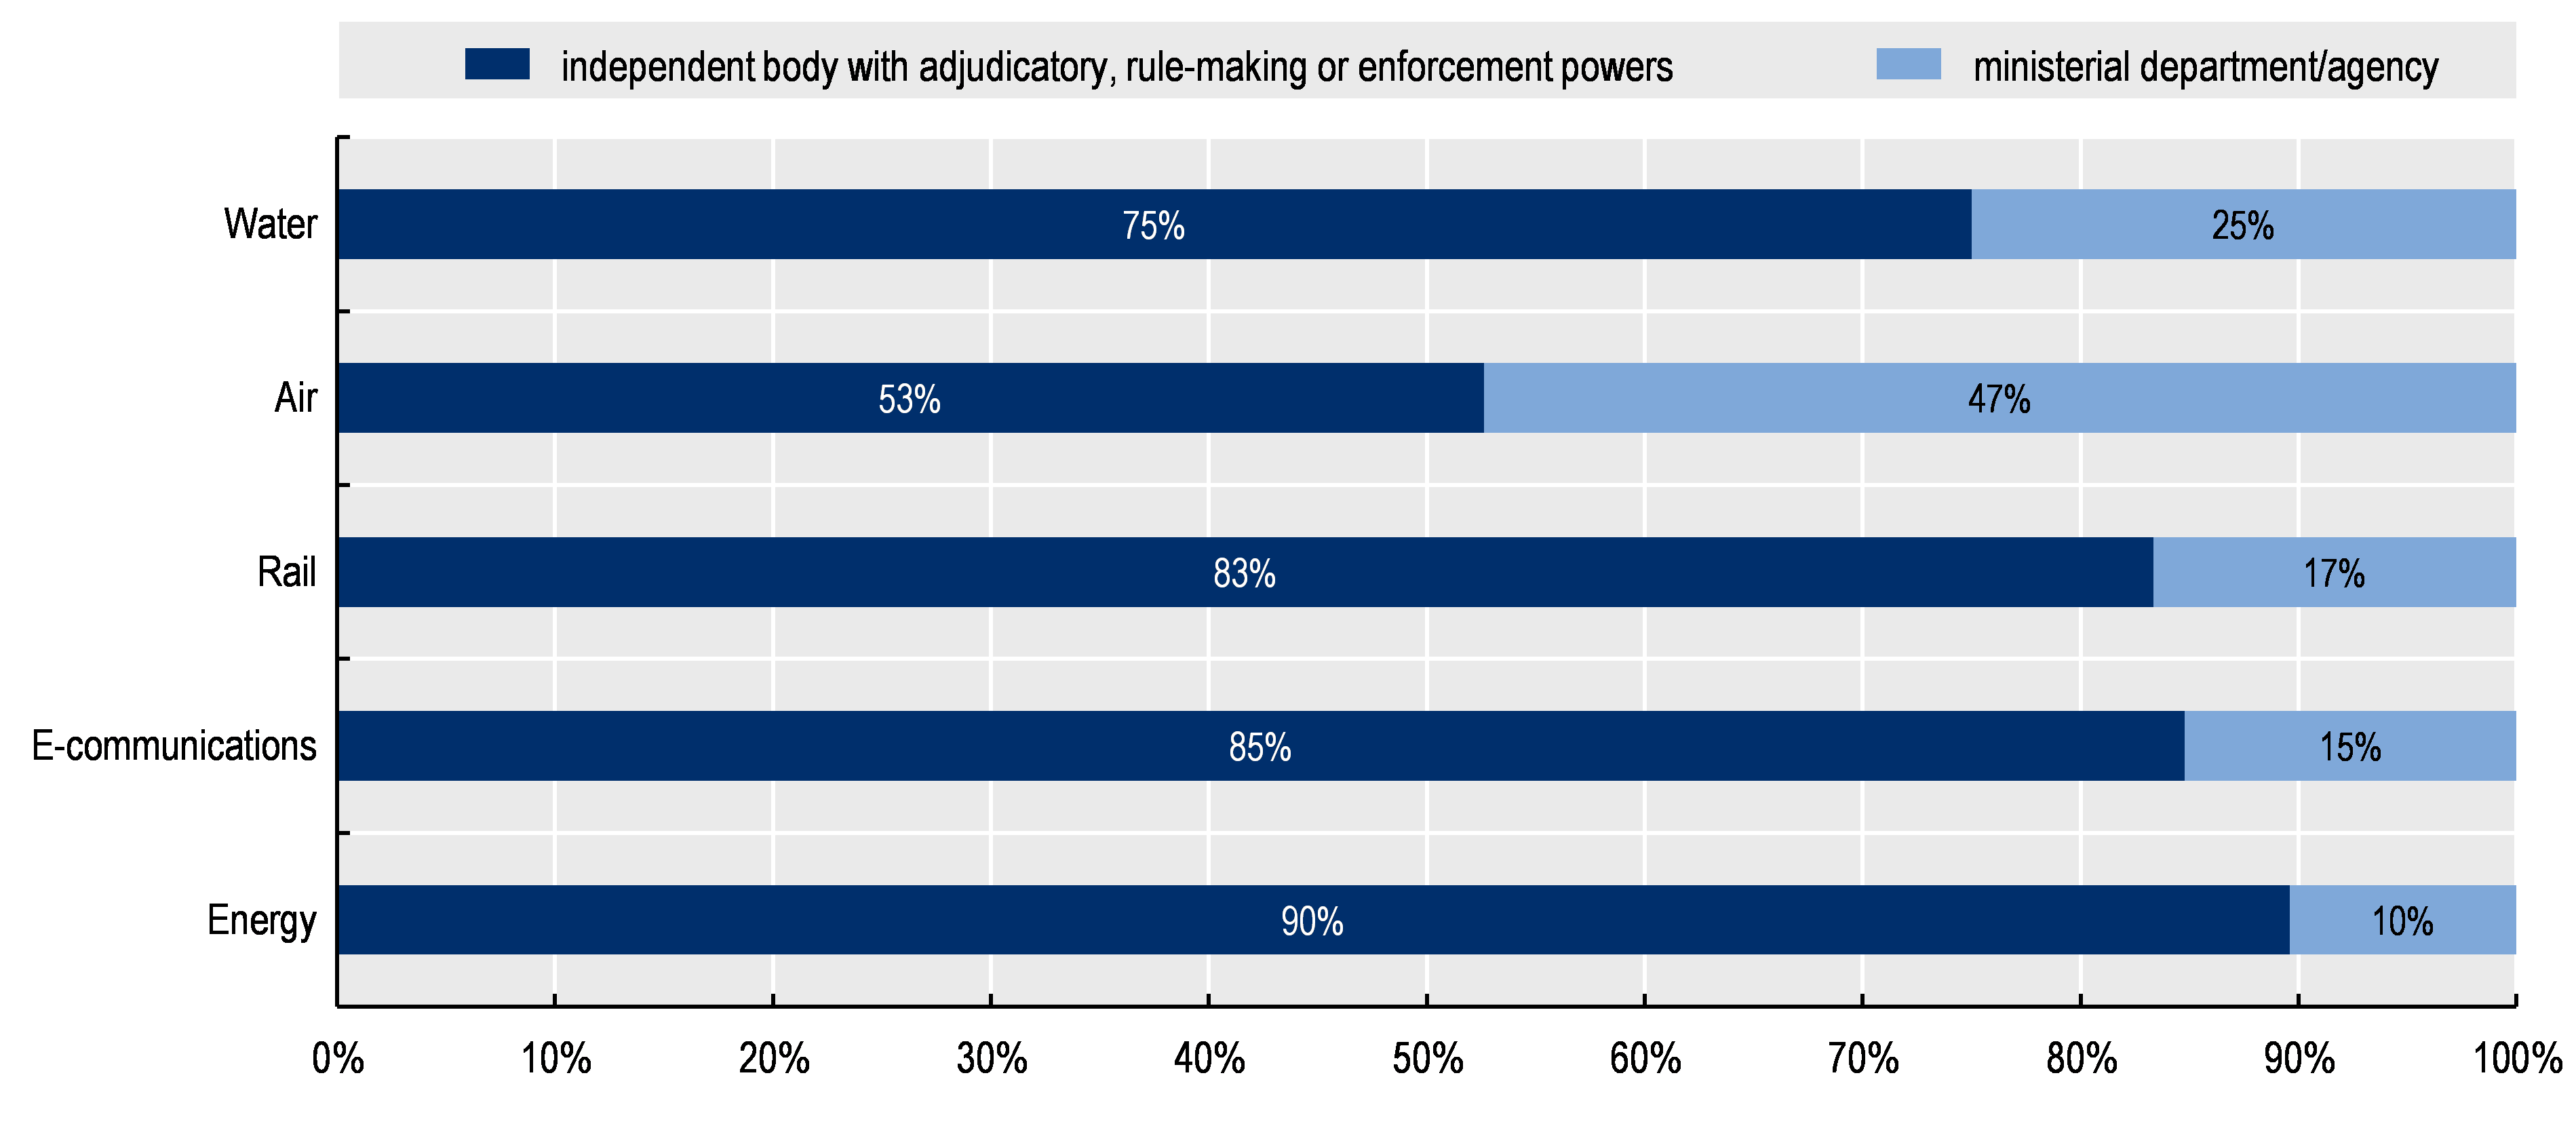 independent body with adjudicatory, rule-making or enforcement powers ministerial department/agency
Water 75% 25%
Air 53% 47%
Rail 83% 17%
E-communications 85% 15%
Energy 90% 10%
0% 10% 20% 30% 40% 50% 60% 70% 80% 90% 100%